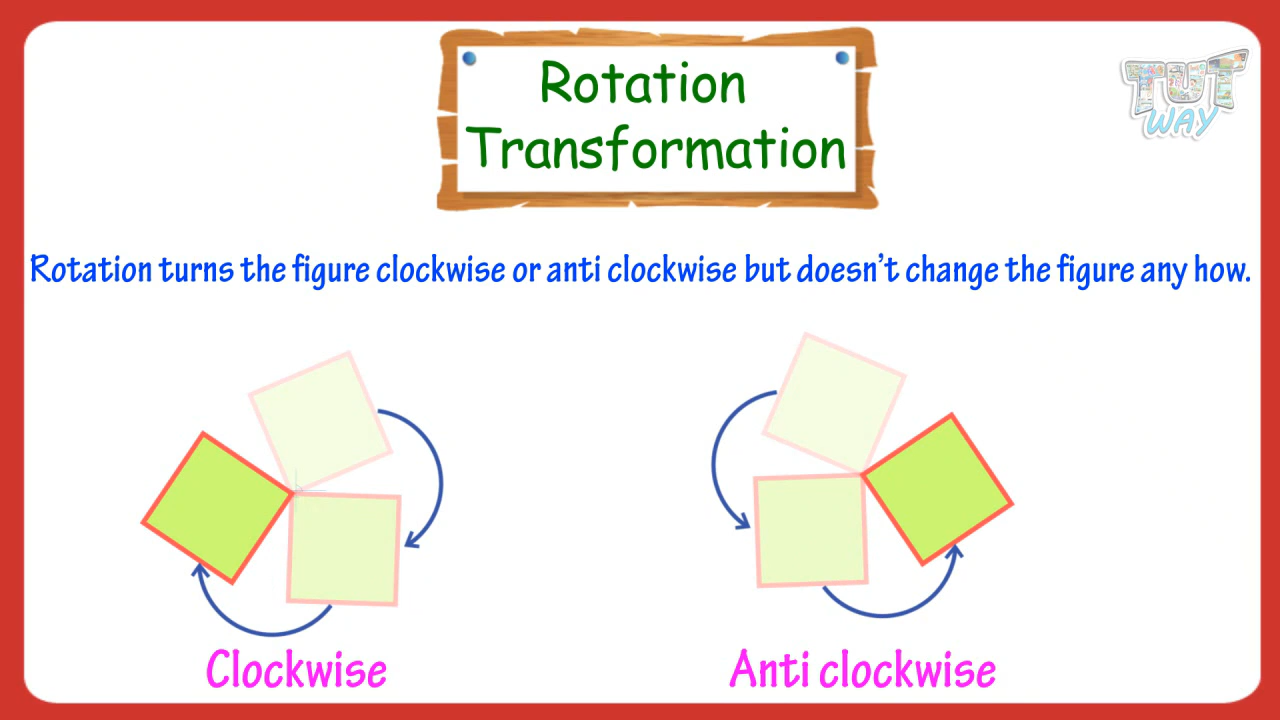 Rotation
Transformation
TUT
WAY
Rotation turns the figure clockwise or anti clockwise but doesn't change the figure any how.
Clockwise
Anti clockwise